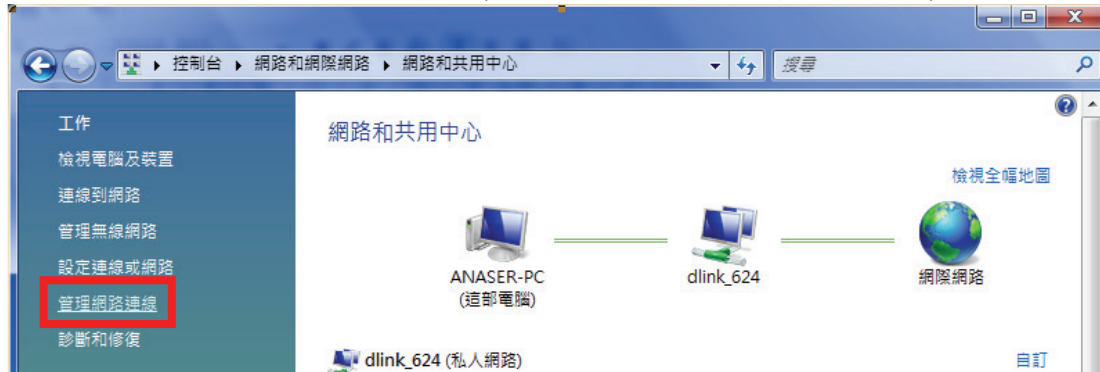 控制台 ▸ 網路和網際網路 ▸ 網路和共用中心
搜尋
工作
檢視電腦及裝置
連線到網路
管理無線網路
設定連線或網路
管理網路連線
診斷和修復
網路和共用中心
檢視全幅地圖
ANASER-PC
(這部電腦)
dlink_624
網際網路
dlink_624 (私人網路)
自訂